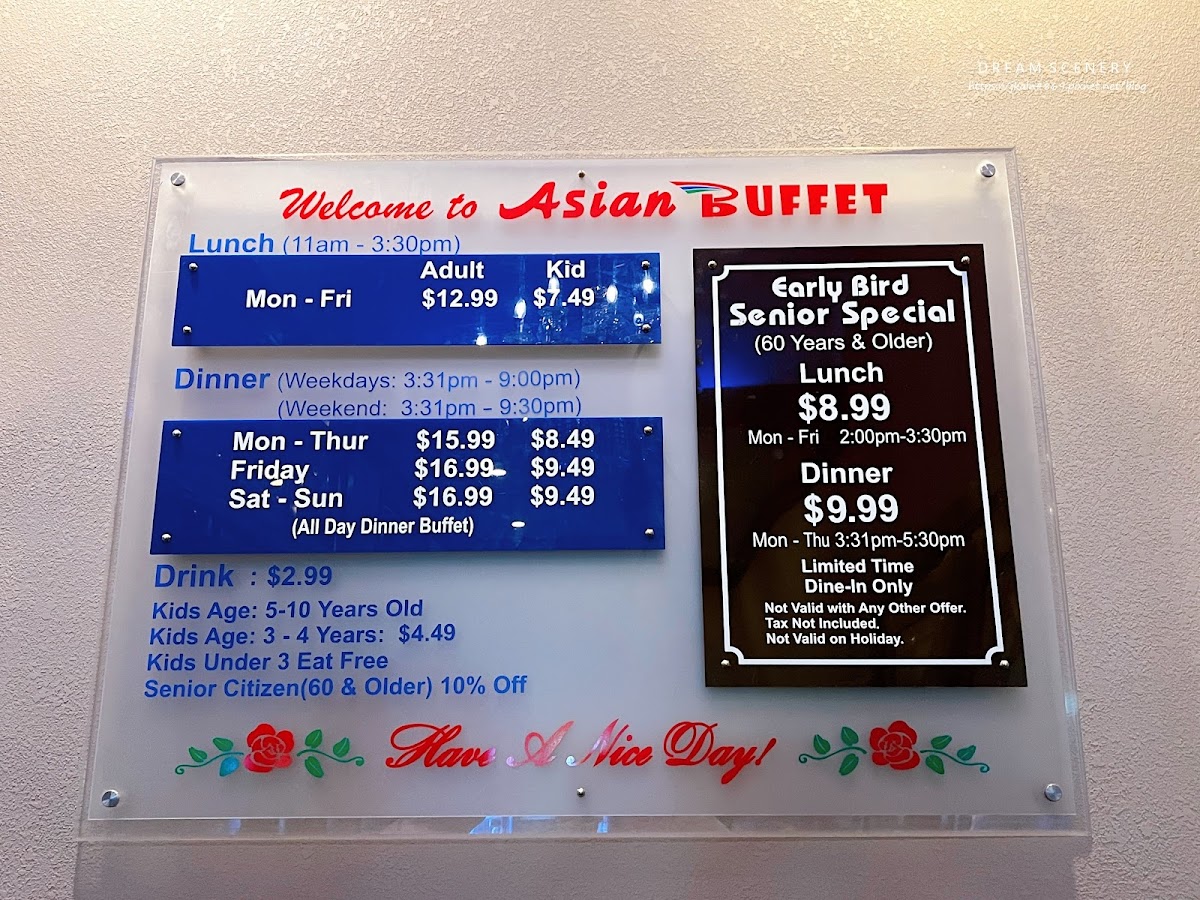 DREAM SCENERY
Welcome to Asian BUFFET
Lunch (11am - 3:30pm)
Adult Kid
Mon - Fri $12.99 $7.49
Dinner (Weekdays: 3:31pm - 9:00pm)
(Weekend: 3:31pm - 9:30pm)
Mon - Thur $15.99 $8.49
Friday $16.99 $9.49
Sat - Sun $16.99 $9.49
(All Day Dinner Buffet)
Drink : $2.99
Kids Age: 5-10 Years Old
Kids Age: 3 - 4 Years: $4.49
Kids Under 3 Eat Free
Senior Citizen(60 & Older) 10% Off
Early Bird
Senior Special
(60 Years & Older)
Lunch
$8.99
Mon - Fri 2:00pm-3:30pm
Dinner
$9.99
Mon - Thu 3:31pm-5:30pm
Limited Time
Dine-In Only
Not Valid with Any Other Offer.
Tax Not Included.
Not Valid on Holiday.
Have A Nice Day!